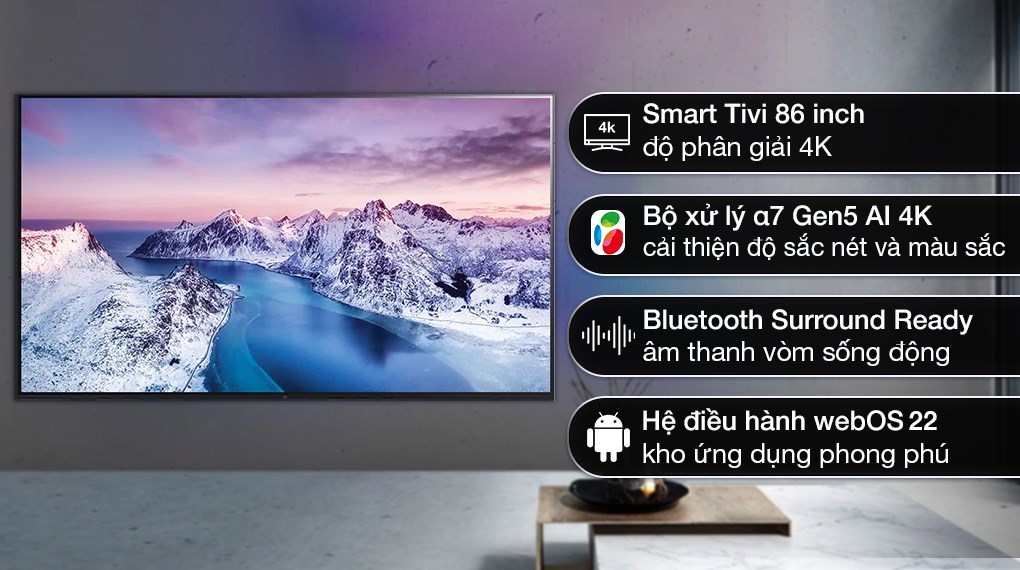 4k
Smart Tivi 86 inch
độ phân giải 4K
Bộ xử lý α7 Gen5 AI 4K
cải thiện độ sắc nét và màu sắc
Bluetooth Surround Ready
âm thanh vòm sống động
Hệ điều hành webOS 22
kho ứng dụng phong phú